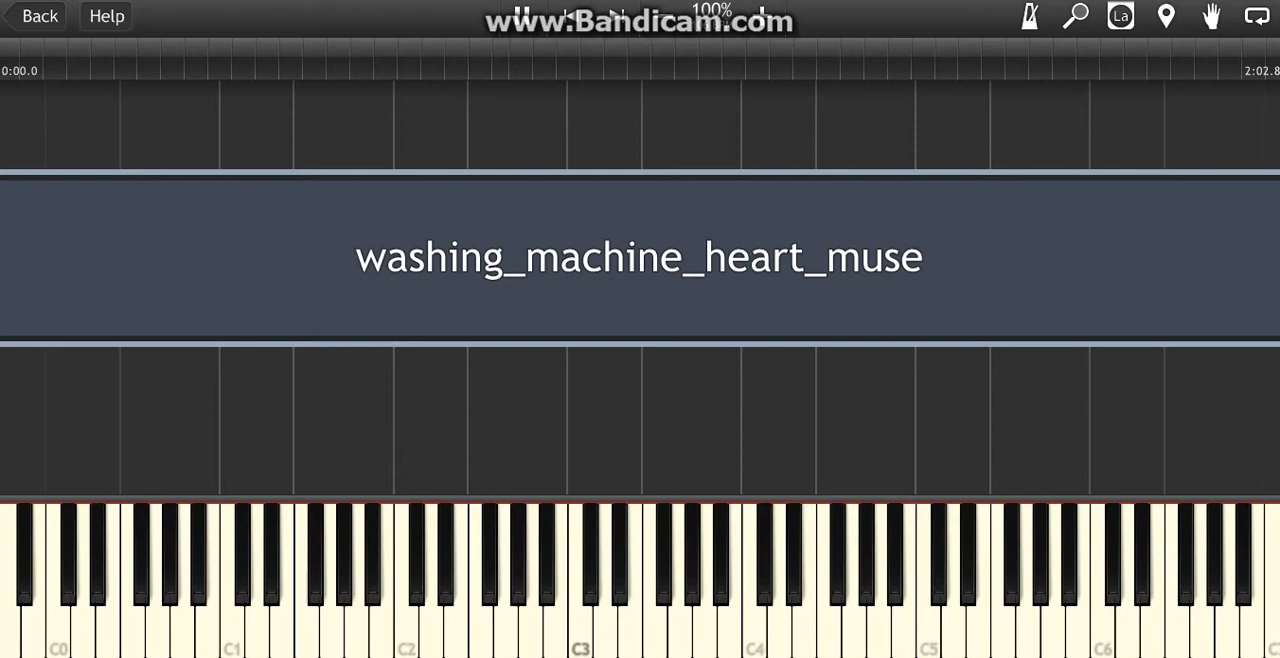 Back Help www.Bandicam.com 100% La
0:00.0 2:02.8
washing_machine_heart_muse
C0 C1 C2 C3 C4 C5 C6